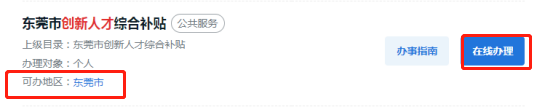 东莞市创新人才综合补贴 公共服务
上级目录：东莞市创新人才综合补贴
办理对象：个人
可办地区：东莞市
办事指南 在线办理